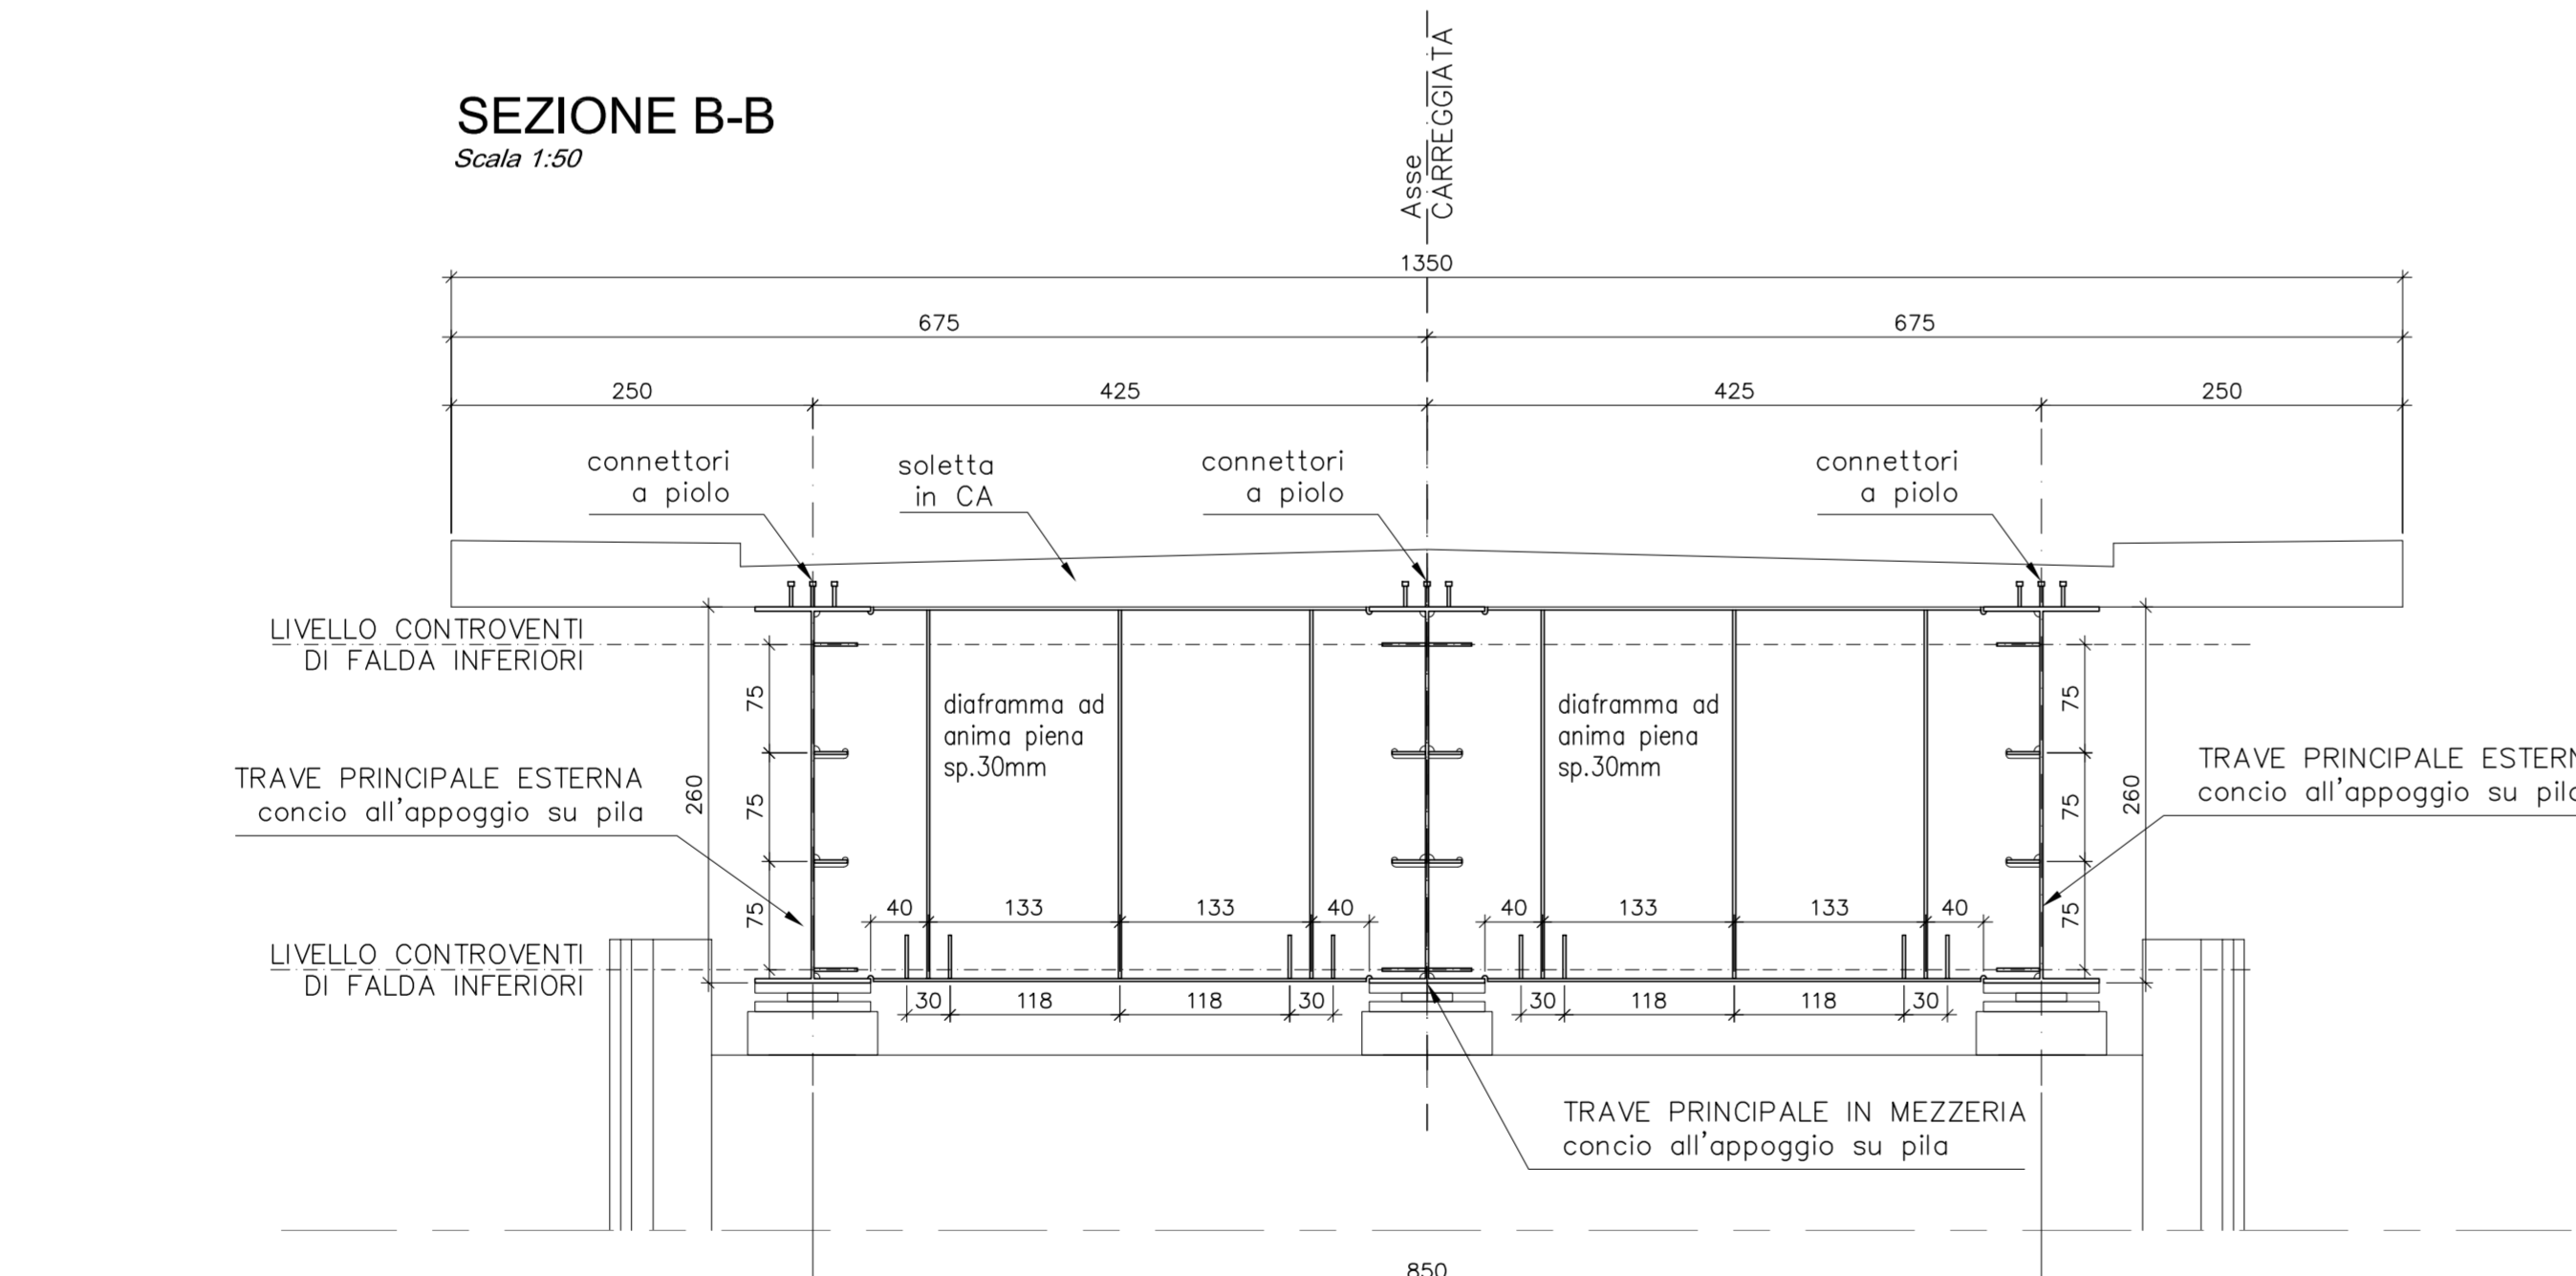 SEZIONE B-B
Scala 1:50
Asse
CARREGGIATA
1350
675
675
250
425
425
250
connettori
a piolo
soletta
in CA
connettori
a piolo
connettori
a piolo
LIVELLO CONTROVENTI
DI FALDA INFERIORI
75
75
75
260
diaframma ad
anima piena
sp.30mm
diaframma ad
anima piena
sp.30mm
75
75
75
260
TRAVE PRINCIPALE ESTERNA
concio all'appoggio su pila
TRAVE PRINCIPALE ESTERN
concio all'appoggio su pila
40
133
133
40
40
133
133
40
LIVELLO CONTROVENTI
DI FALDA INFERIORI
30
118
118
30
30
118
118
30
TRAVE PRINCIPALE IN MEZZERIA
concio all'appoggio su pila
850